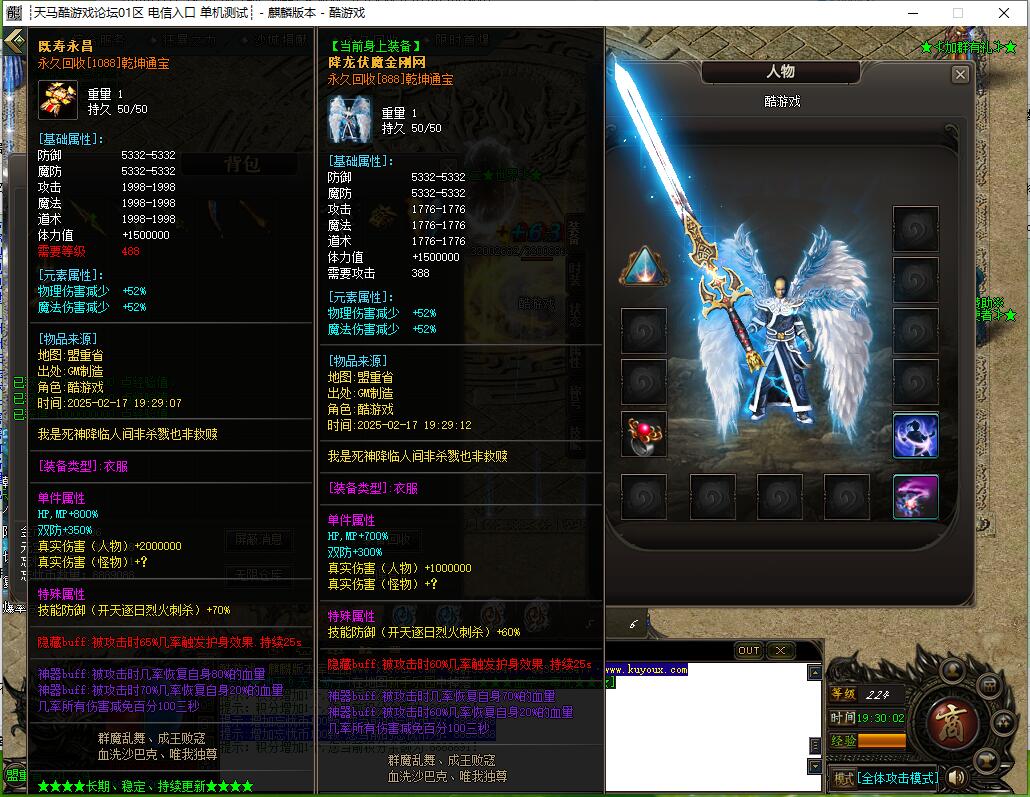 天马酷游戏论坛01区 电信入口 单机测试┆ - 麒麟版本 - 酷游戏
既寿永昌
永久回收[1088]乾坤通宝
重量 1
持久 50/50
[基础属性]:
防御 5332-5332
魔防 5332-5332
攻击 1998-1998
魔法 1998-1998
道术 1998-1998
体力值 +1500000
需要等级 488
[元素属性]:
物理伤害减少 +52%
魔法伤害减少 +52%
[物品来源]
地图:盟重省
出处:GM制造
角色:酷游戏
时间:2025-02-17 19:29:07
我是死神降临人间非杀戮也非救赎
[装备类型]:衣服
单件属性
HP,MP+800%
双防+350%
真实伤害（人物）+2000000
真实伤害（怪物）+?
特殊属性
技能防御（开天逐日烈火刺杀）+70%
隐藏buff:被攻击时65%几率触发护身效果.持续25s
神器buff:被攻击时几率恢复自身80%的血量
神器buff:被攻击时70%几率恢复自身20%的血量
几率所有伤害减免百分100三秒
群魔乱舞、成王败寇
血洗沙巴克、唯我独尊
★★★★长期、稳定、持续更新★★★★
【当前身上装备】
降龙伏魔金刚网
永久回收[888]乾坤通宝
重量 1
持久 50/50
[基础属性]:
防御 5332-5332
魔防 5332-5332
攻击 1776-1776
魔法 1776-1776
道术 1776-1776
体力值 +1500000
需要攻击 388
[元素属性]:
物理伤害减少 +52%
魔法伤害减少 +52%
[物品来源]
地图:盟重省
出处:GM制造
角色:酷游戏
时间:2025-02-17 19:29:12
我是死神降临人间非杀戮也非救赎
[装备类型]:衣服
单件属性
HP,MP+700%
双防+300%
真实伤害（人物）+1000000
真实伤害（怪物）+?
特殊属性
技能防御（开天逐日烈火刺杀）+60%
隐藏buff:被攻击时60%几率触发护身效果.持续25s
神器buff:被攻击时几率恢复自身70%的血量
神器buff:被攻击时60%几率恢复自身20%的血量
几率所有伤害减免百分100三秒
群魔乱舞、成王败寇
血洗沙巴克、唯我独尊
背包
人物
酷游戏
6
OUT
www.kuyoux.com
等级 224
时间 19:30:02
经验
商
模式 [全体攻击模式]
盟重